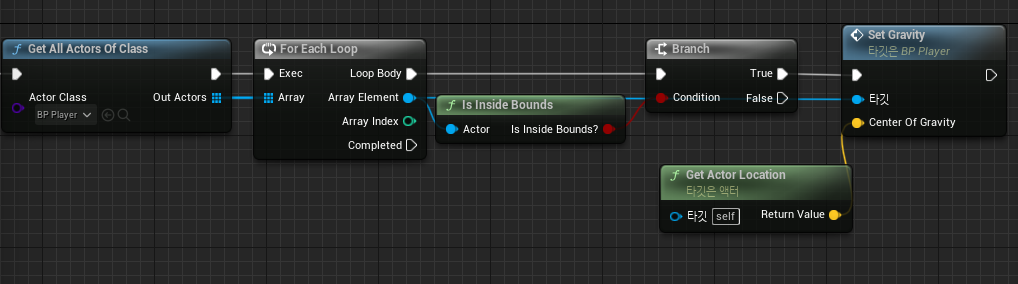 Get All Actors Of Class
Actor Class
BP Player
Out Actors
For Each Loop
Exec
Loop Body
Array
Array Element
Array Index
Completed
Is Inside Bounds
Actor
Is Inside Bounds?
Branch
True
Condition
False
Set Gravity
타깃은 BP Player
타깃
Center Of Gravity
Get Actor Location
타깃은 액터
타깃 self
Return Value